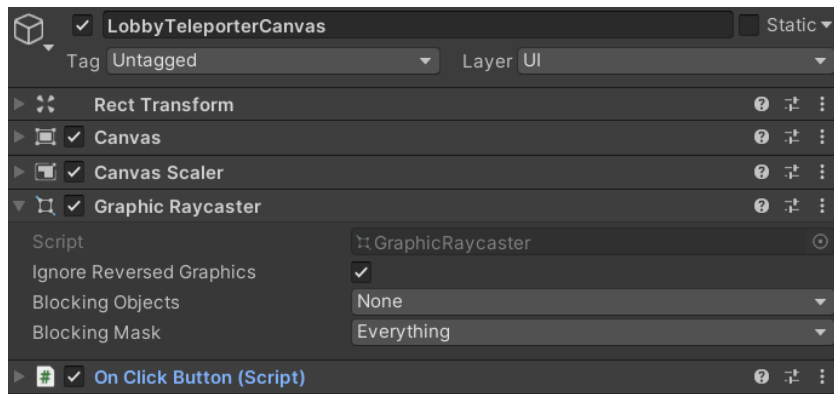 LobbyTeleporterCanvas Static
Tag Untagged Layer UI
Rect Transform
Canvas
Canvas Scaler
Graphic Raycaster
Script GraphicRaycaster
Ignore Reversed Graphics
Blocking Objects None
Blocking Mask Everything
# On Click Button (Script)